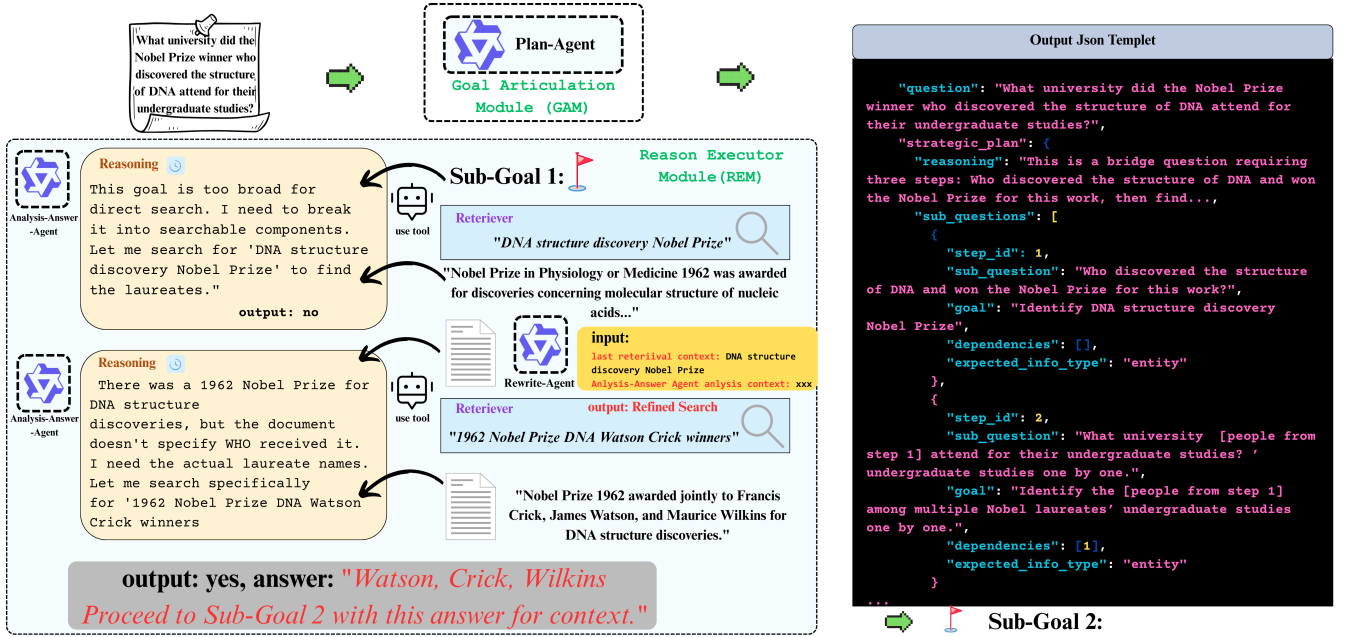 What university did the
Nobel Prize winner who
discovered the structure
of DNA attend for their
undergraduate studies?
Plan-Agent
Goal Articulation
Module (GAM)
Analysis-Answer
-Agent
Reasoning
This goal is too broad for
direct search. I need to break
it into searchable components.
Let me search for 'DNA structure
discovery Nobel Prize' to find
the laureates."
output: no
use tool
Sub-Goal 1:
Reason Executor
Module(REM)
Reteriever
"DNA structure discovery Nobel Prize"
"Nobel Prize in Physiology or Medicine 1962 was awarded
for discoveries concerning molecular structure of nucleic
acids..."
Rewrite-Agent
input:
last reteriival context: DNA structure
discovery Nobel Prize
Anlysis-Answer Agent anlysis context: xxx
Analysis-Answer
-Agent
Reasoning
There was a 1962 Nobel Prize for
DNA structure
discoveries, but the document
doesn't specify WHO received it.
I need the actual laureate names.
Let me search specifically
for '1962 Nobel Prize DNA Watson
Crick winners
use tool
Reteriever
output: Refined Search
"1962 Nobel Prize DNA Watson Crick winners"
"Nobel Prize 1962 awarded jointly to Francis
Crick, James Watson, and Maurice Wilkins for
DNA structure discoveries."
output: yes, answer: "Watson, Crick, Wilkins
Proceed to Sub-Goal 2 with this answer for context."
Output Json Templet
"question": "What university did the Nobel Prize
winner who discovered the structure of DNA attend for
their undergraduate studies?",
"strategic_plan": {
"reasoning": "This is a bridge question requiring
three steps: Who discovered the structure of DNA and won
the Nobel Prize for this work, then find...,
"sub_questions": [
{
"step_id": 1,
"sub_question": "Who discovered the structure
of DNA and won the Nobel Prize for this work?",
"goal": "Identify DNA structure discovery
Nobel Prize",
"dependencies": [],
"expected_info_type": "entity"
},
{
"step_id": 2,
"sub_question": "What university [people from
step 1] attend for their undergraduate studies? ’
undergraduate studies one by one.",
"goal": "Identify the [people from step 1]
among multiple Nobel laureates’ undergraduate studies
one by one.",
"dependencies": [1],
"expected_info_type": "entity"
}
...
Sub-Goal 2: